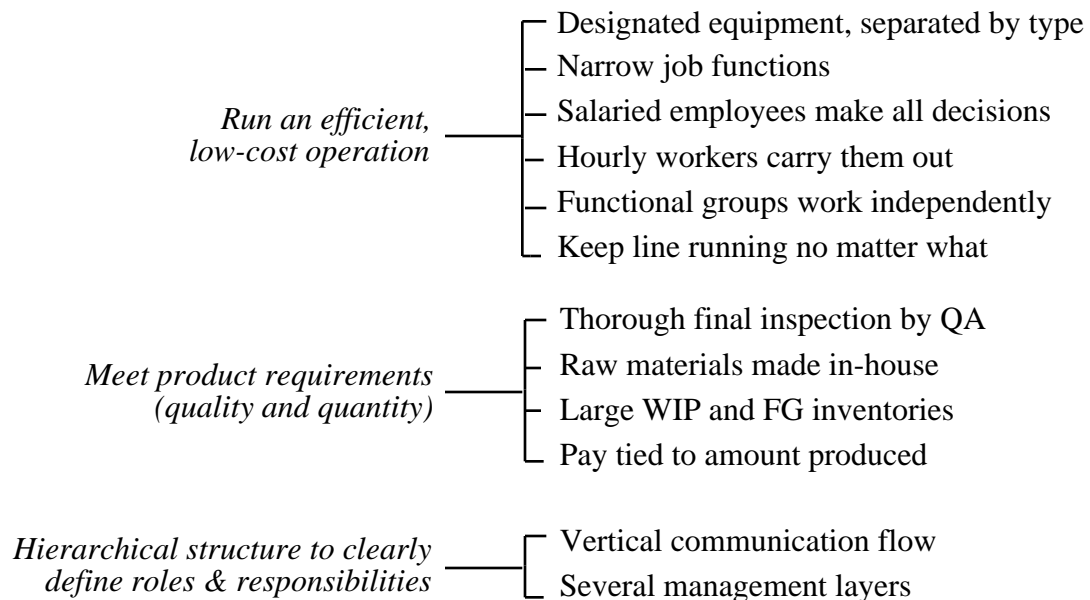 Run an efficient,
low-cost operation
Designated equipment, separated by type
Narrow job functions
Salaried employees make all decisions
Hourly workers carry them out
Functional groups work independently
Keep line running no matter what
Meet product requirements
(quality and quantity)
Thorough final inspection by QA
Raw materials made in-house
Large WIP and FG inventories
Pay tied to amount produced
Hierarchical structure to clearly
define roles & responsibilities
Vertical communication flow
Several management layers